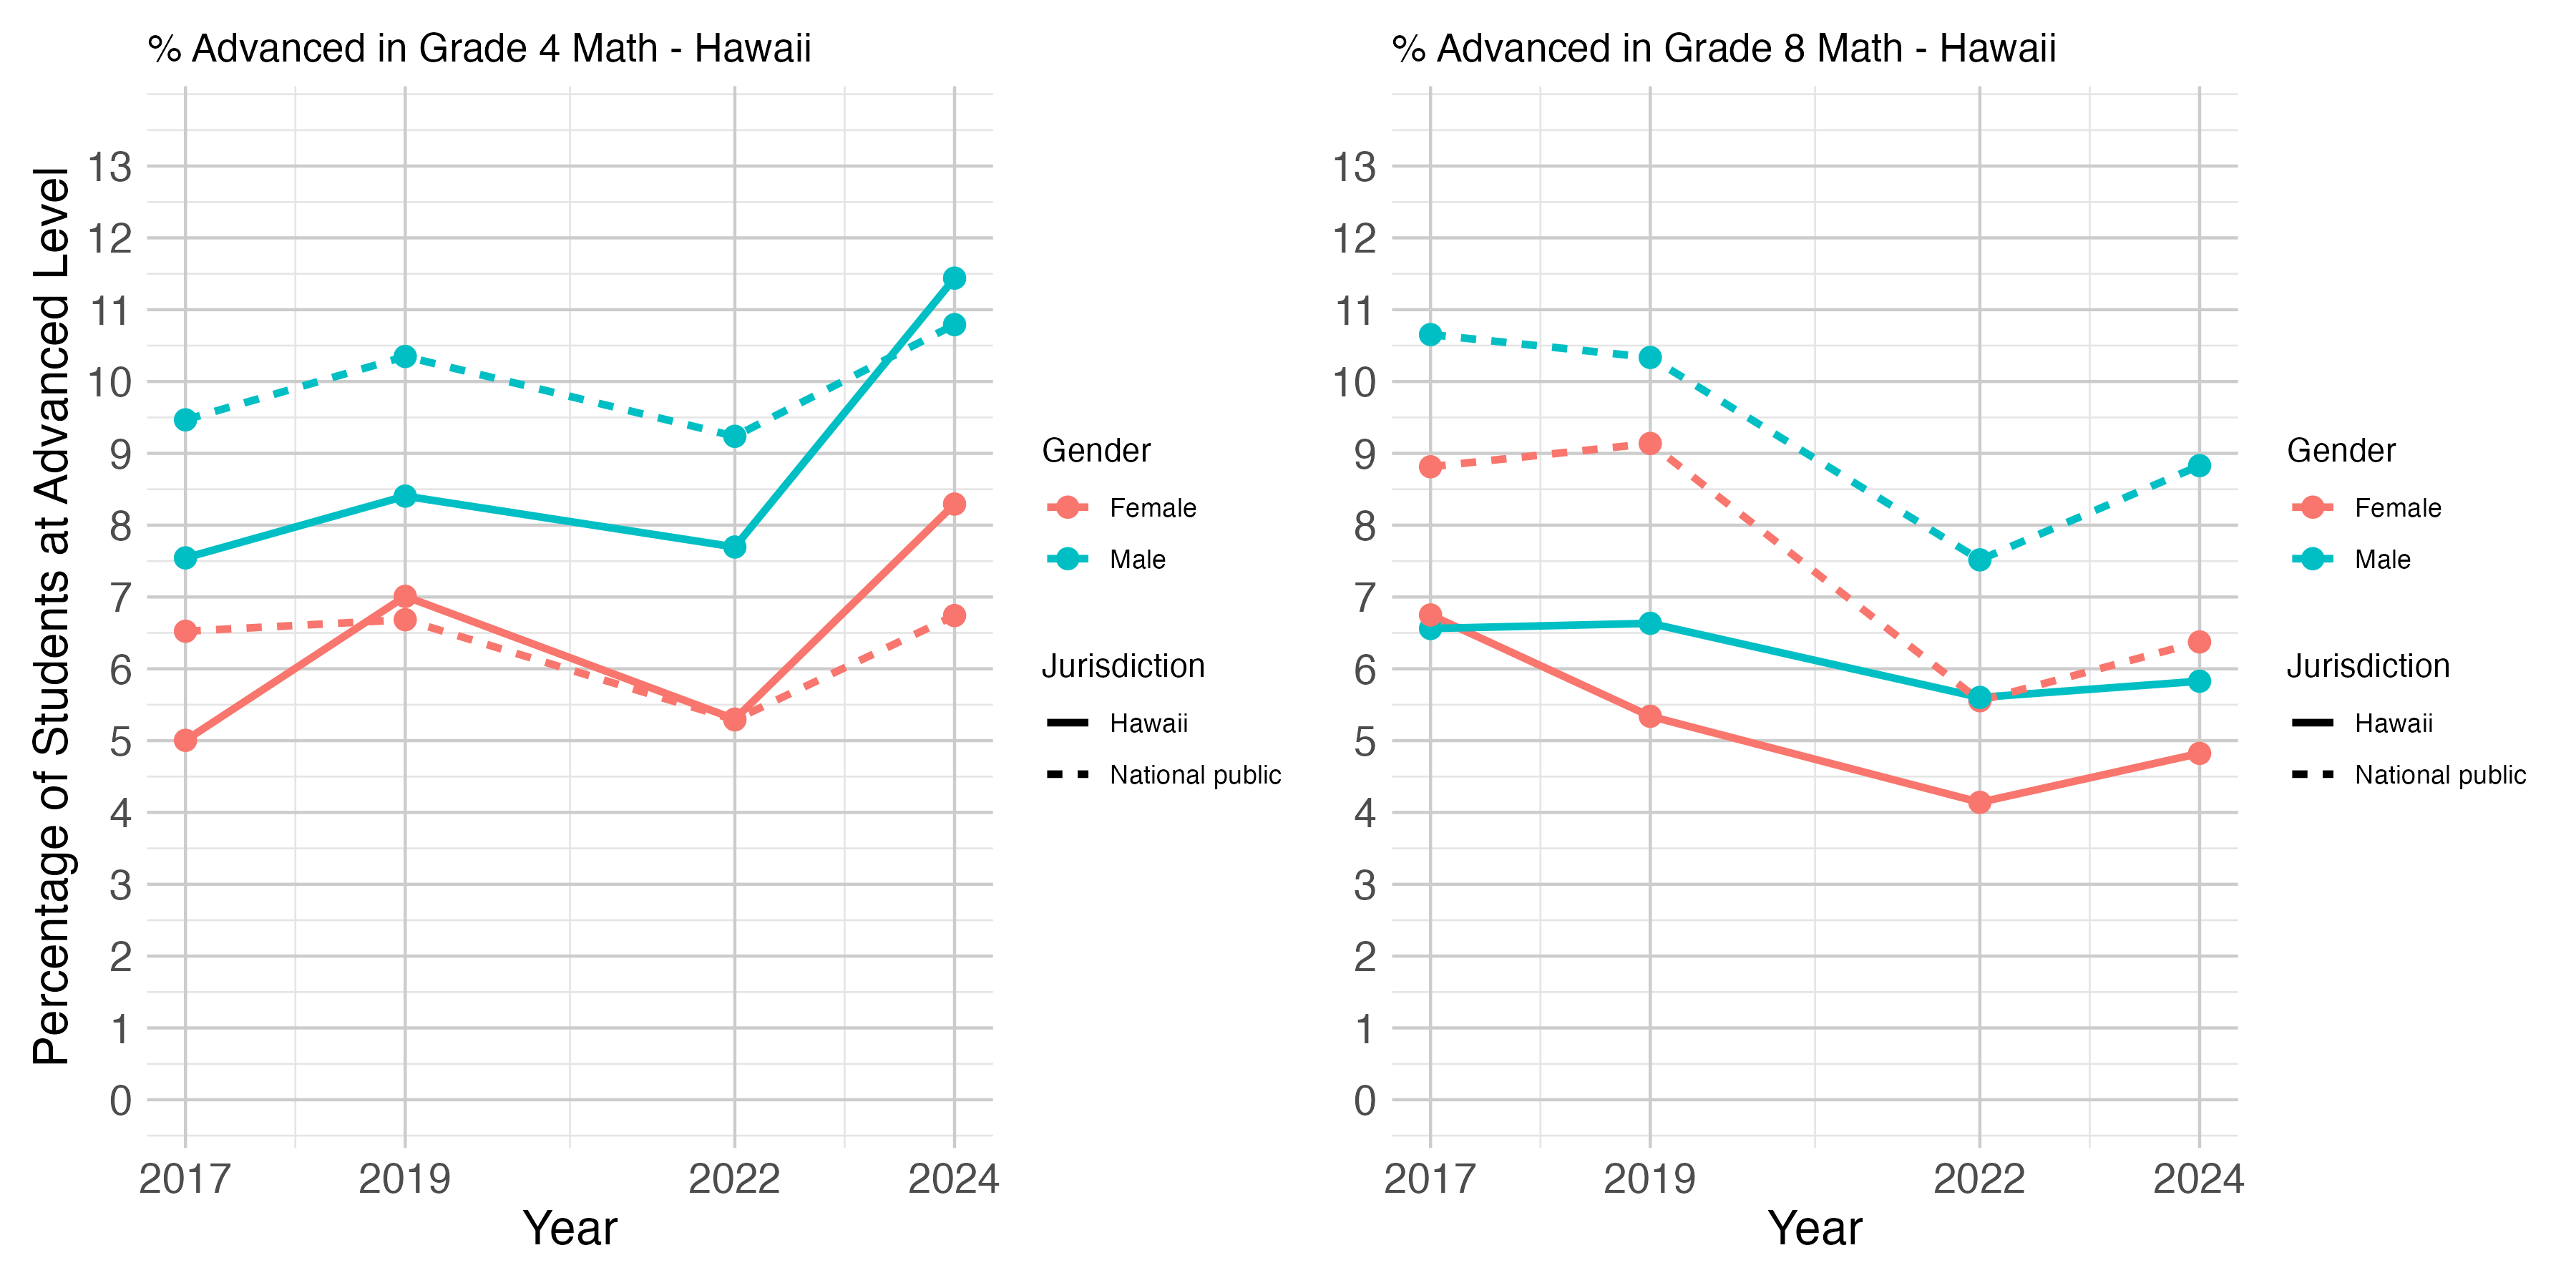 % Advanced in Grade 4 Math - Hawaii
Percentage of Students at Advanced Level
13
12
11
10
9
8
7
6
5
4
3
2
1
0
2017 2019 2022 2024
Year
Gender
Female
Male
Jurisdiction
Hawaii
National public
% Advanced in Grade 8 Math - Hawaii
13
12
11
10
9
8
7
6
5
4
3
2
1
0
2017 2019 2022 2024
Year
Gender
Female
Male
Jurisdiction
Hawaii
National public